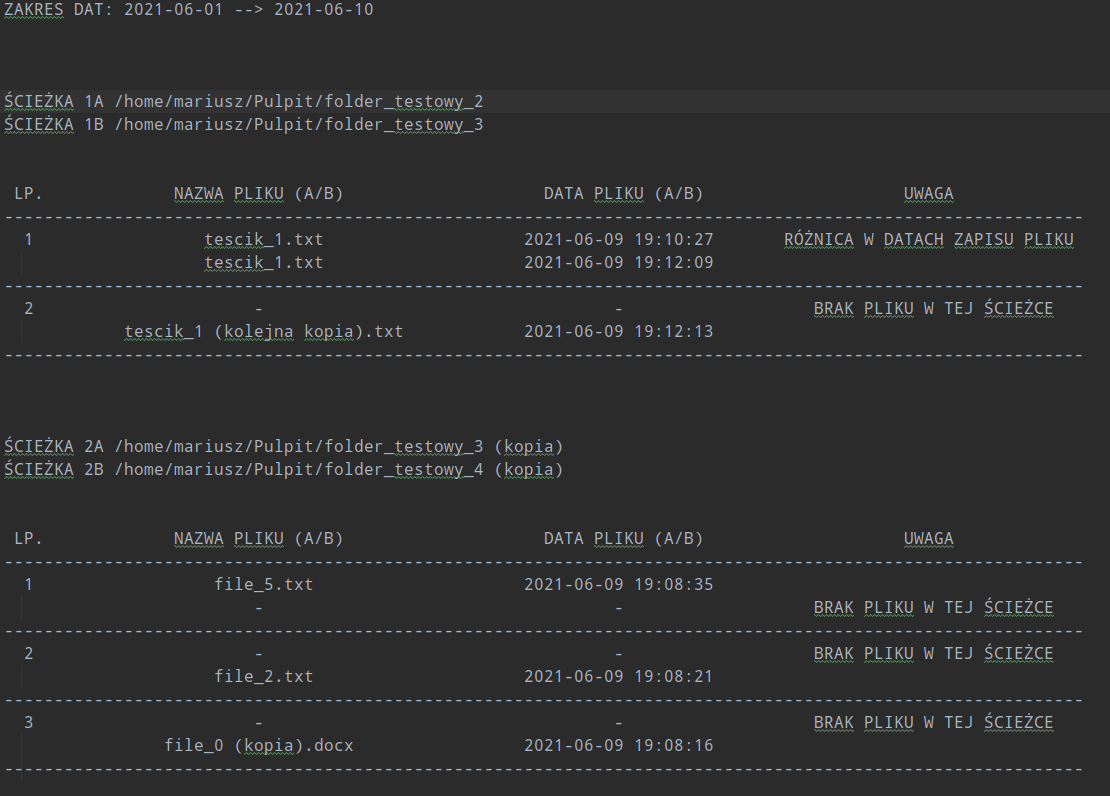 ZAKRES DAT: 2021-06-01 --> 2021-06-10
ŚCIEŻKA 1A /home/mariusz/Pulpit/folder_testowy_2
ŚCIEŻKA 1B /home/mariusz/Pulpit/folder_testowy_3
LP. NAZWA PLIKU (A/B) DATA PLIKU (A/B) UWAGA
------------------------------------------------------------------------------------------------------------
1 tescik_1.txt 2021-06-09 19:10:27 RÓŻNICA W DATACH ZAPISU PLIKU
tescik_1.txt 2021-06-09 19:12:09
------------------------------------------------------------------------------------------------------------
2 - - BRAK PLIKU W TEJ ŚCIEŻCE
tescik_1 (kolejna kopia).txt 2021-06-09 19:12:13
------------------------------------------------------------------------------------------------------------
ŚCIEŻKA 2A /home/mariusz/Pulpit/folder_testowy_3 (kopia)
ŚCIEŻKA 2B /home/mariusz/Pulpit/folder_testowy_4 (kopia)
LP. NAZWA PLIKU (A/B) DATA PLIKU (A/B) UWAGA
------------------------------------------------------------------------------------------------------------
1 file_5.txt 2021-06-09 19:08:35
- - BRAK PLIKU W TEJ ŚCIEŻCE
------------------------------------------------------------------------------------------------------------
2 - - BRAK PLIKU W TEJ ŚCIEŻCE
file_2.txt 2021-06-09 19:08:21
------------------------------------------------------------------------------------------------------------
3 - - BRAK PLIKU W TEJ ŚCIEŻCE
file_0 (kopia).docx 2021-06-09 19:08:16
------------------------------------------------------------------------------------------------------------